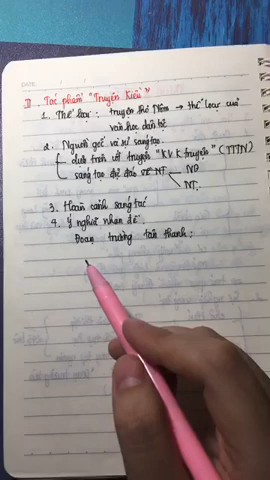 II. Tác phẩm "Truyện Kiều"
1. Thể loại: truyện thơ Nôm → thể loại của
văn học dân tộc
2. Nguồn gốc và sự sáng tạo.
dựa trên cốt truyện "KVK truyện" (TTTN)
sáng tạo độc đáo về NT ND
NT.
3. Hoàn cảnh sáng tác
4. Ý nghĩa nhan đề.
Đoạn trường tân thanh: